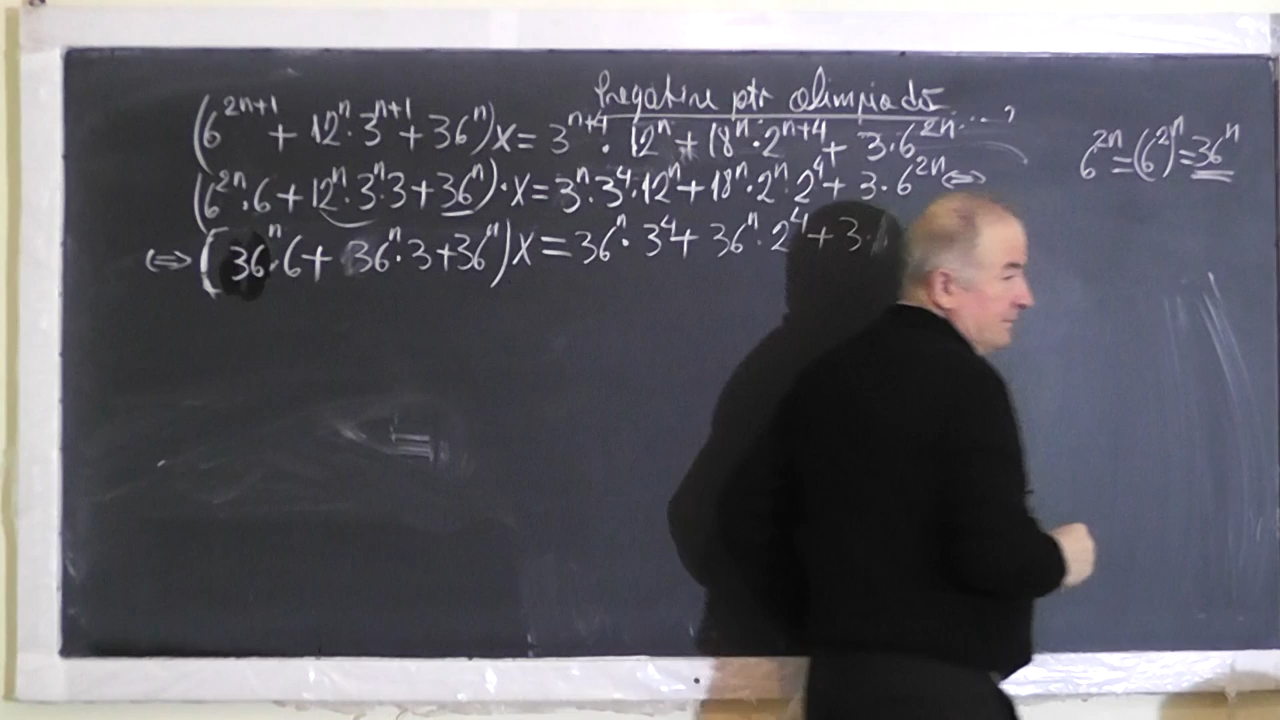 Pregatire ptr olimpiadă
(6^{2n+1} + 12^n · 3^{n+1} + 36^n)x = 3^{n+4} · 12^n + 18^n · 2^{n+4} + 3·6^{2n} ... ?
(6^{2n}·6 + 12^n·3^n·3 + 36^n)·x = 3^n·3^4·12^n + 18^n·2^n·2^4 + 3·6^{2n} ⇔
⇔ (36^n·6 + 36^n·3 + 36^n)x = 36^n·3^4 + 36^n·2^4 + 3·
6^{2n} = (6^2)^n = 36^n